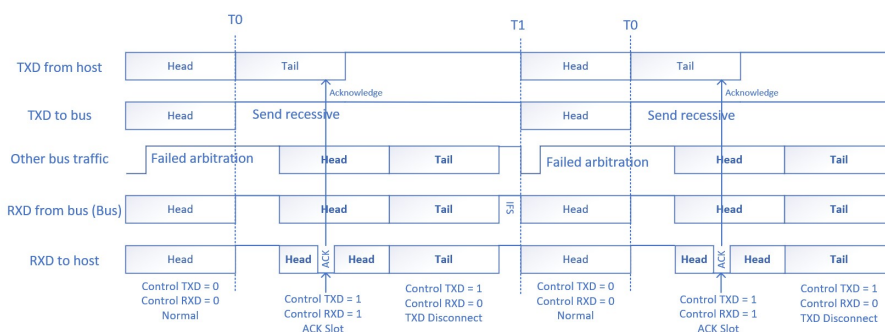 T0 T1 T0
TXD from host Head Tail Head Tail
Acknowledge Acknowledge
TXD to bus Head Send recessive Head Send recessive
Other bus traffic Failed arbitration Head Tail Failed arbitration Head Tail
RXD from bus (Bus) Head Head Tail IFS Head Head Tail
RXD to host Head Head ACK Head Tail Head Head ACK Head Tail
Control TXD = 0
Control RXD = 0
Normal
Control TXD = 1
Control RXD = 1
ACK Slot
Control TXD = 1
Control RXD = 0
TXD Disconnect
Control TXD = 0
Control RXD = 0
Normal
Control TXD = 1
Control RXD = 1
ACK Slot
Control TXD = 1
Control RXD = 0
TXD Disconnect